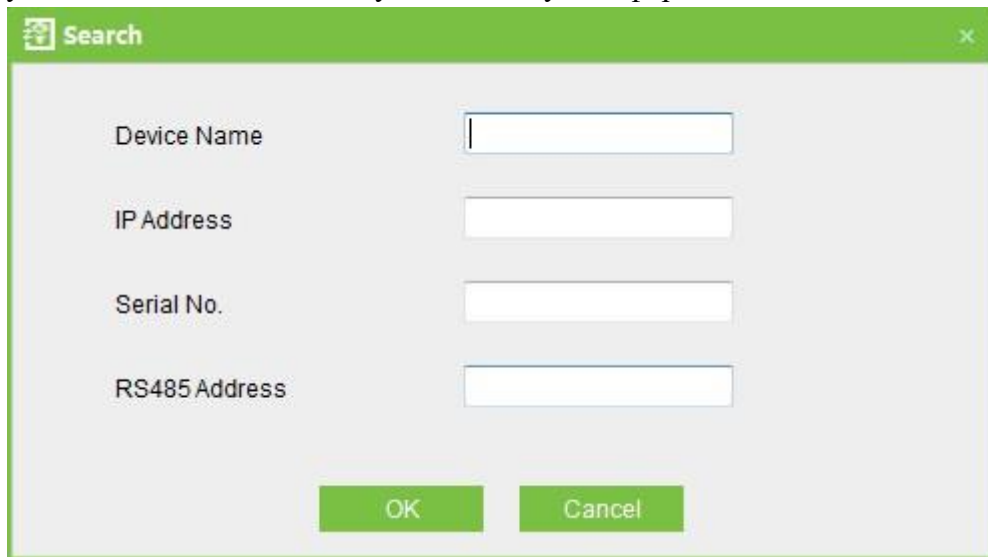 Search
Device Name
IP Address
Serial No.
RS485 Address
OK Cancel